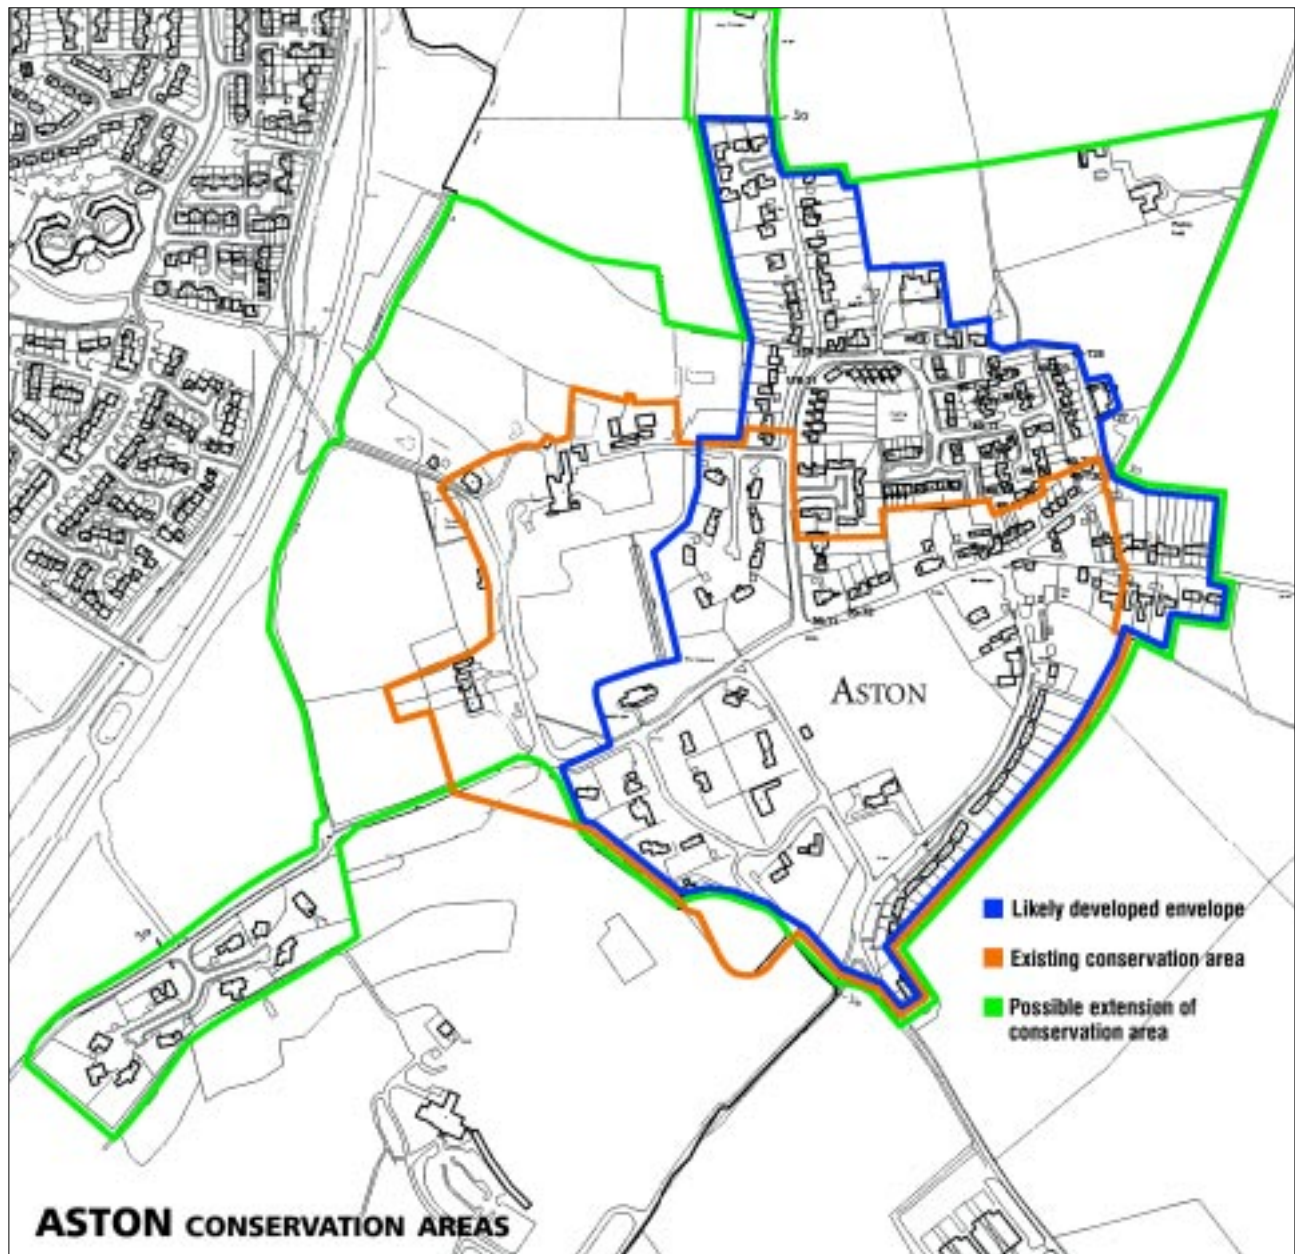 ASTON
Likely developed envelope
Existing conservation area
Possible extension of
conservation area
ASTON CONSERVATION AREAS